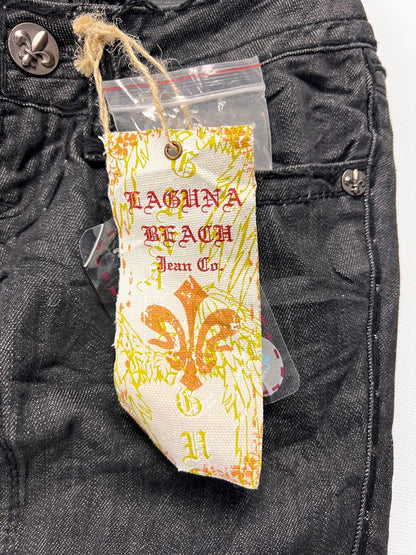 LAGUNA
BEACH
Jean Co.
G
U